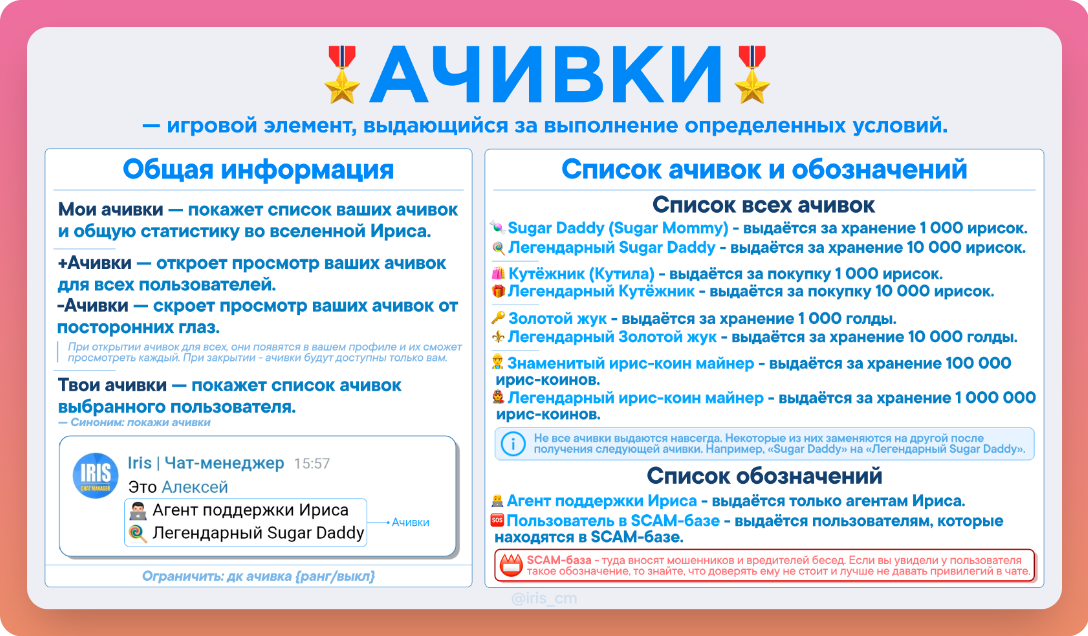 АЧИВКИ
— игровой элемент, выдающийся за выполнение определенных условий.
Общая информация
Мои ачивки — покажет список ваших ачивок
и общую статистику во вселенной Ириса.
+Ачивки — откроет просмотр ваших ачивок
для всех пользователей.
-Ачивки — скроет просмотр ваших ачивок от
посторонних глаз.
При открытии ачивок для всех, они появятся в вашем профиле и их сможет
просмотреть каждый. При закрытии - ачивки будут доступны только вам.
Твои ачивки — покажет список ачивок
выбранного пользователя.
— Синоним: покажи ачивки
IRIS
CHAT MANAGER
Iris | Чат-менеджер 15:57
Это Алексей
Агент поддержки Ириса
Легендарный Sugar Daddy
Ачивки
Ограничить: дк ачивка {ранг/выкл}
Список ачивок и обозначений
Список всех ачивок
Sugar Daddy (Sugar Mommy) - выдаётся за хранение 1 000 ирисок.
Легендарный Sugar Daddy - выдаётся за хранение 10 000 ирисок.
Кутёжник (Кутила) - выдаётся за покупку 1 000 ирисок.
Легендарный Кутёжник - выдаётся за покупку 10 000 ирисок.
Золотой жук - выдаётся за хранение 1 000 голды.
Легендарный Золотой жук - выдаётся за хранение 10 000 голды.
Знаменитый ирис-коин майнер - выдаётся за хранение 100 000
ирис-коинов.
Легендарный ирис-коин майнер - выдаётся за хранение 1 000 000
ирис-коинов.
Не все ачивки выдаются навсегда. Некоторые из них заменяются на другой после
получения следующей ачивки. Например, «Sugar Daddy» на «Легендарный Sugar Daddy».
Список обозначений
Агент поддержки Ириса - выдаётся только агентам Ириса.
SOS Пользователь в SCAM-базе - выдаётся пользователям, которые
находятся в SCAM-базе.
SCAM-база - туда вносят мошенников и вредителей бесед. Если вы увидели у пользователя
такое обозначение, то знайте, что доверять ему не стоит и лучше не давать привилегий в чате.
@iris_cm